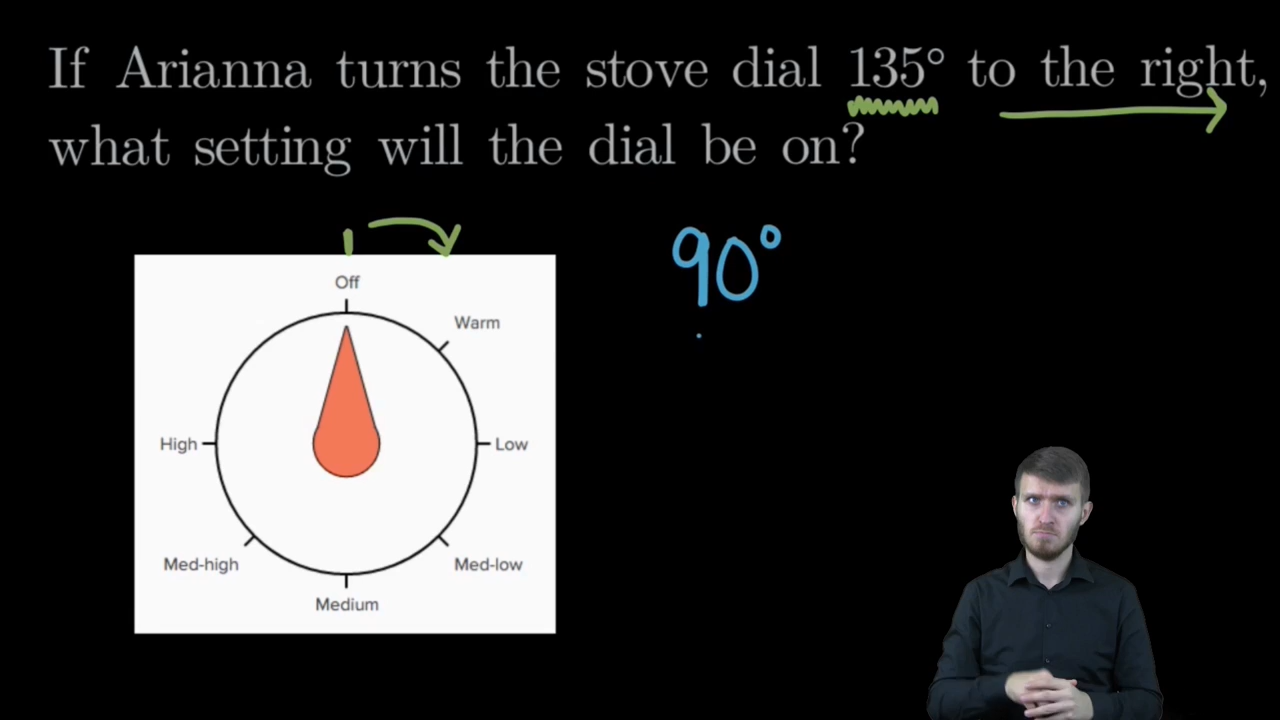 If Arianna turns the stove dial 135° to the right,
what setting will the dial be on?
90°
Off
Warm
High
Low
Med-high
Med-low
Medium